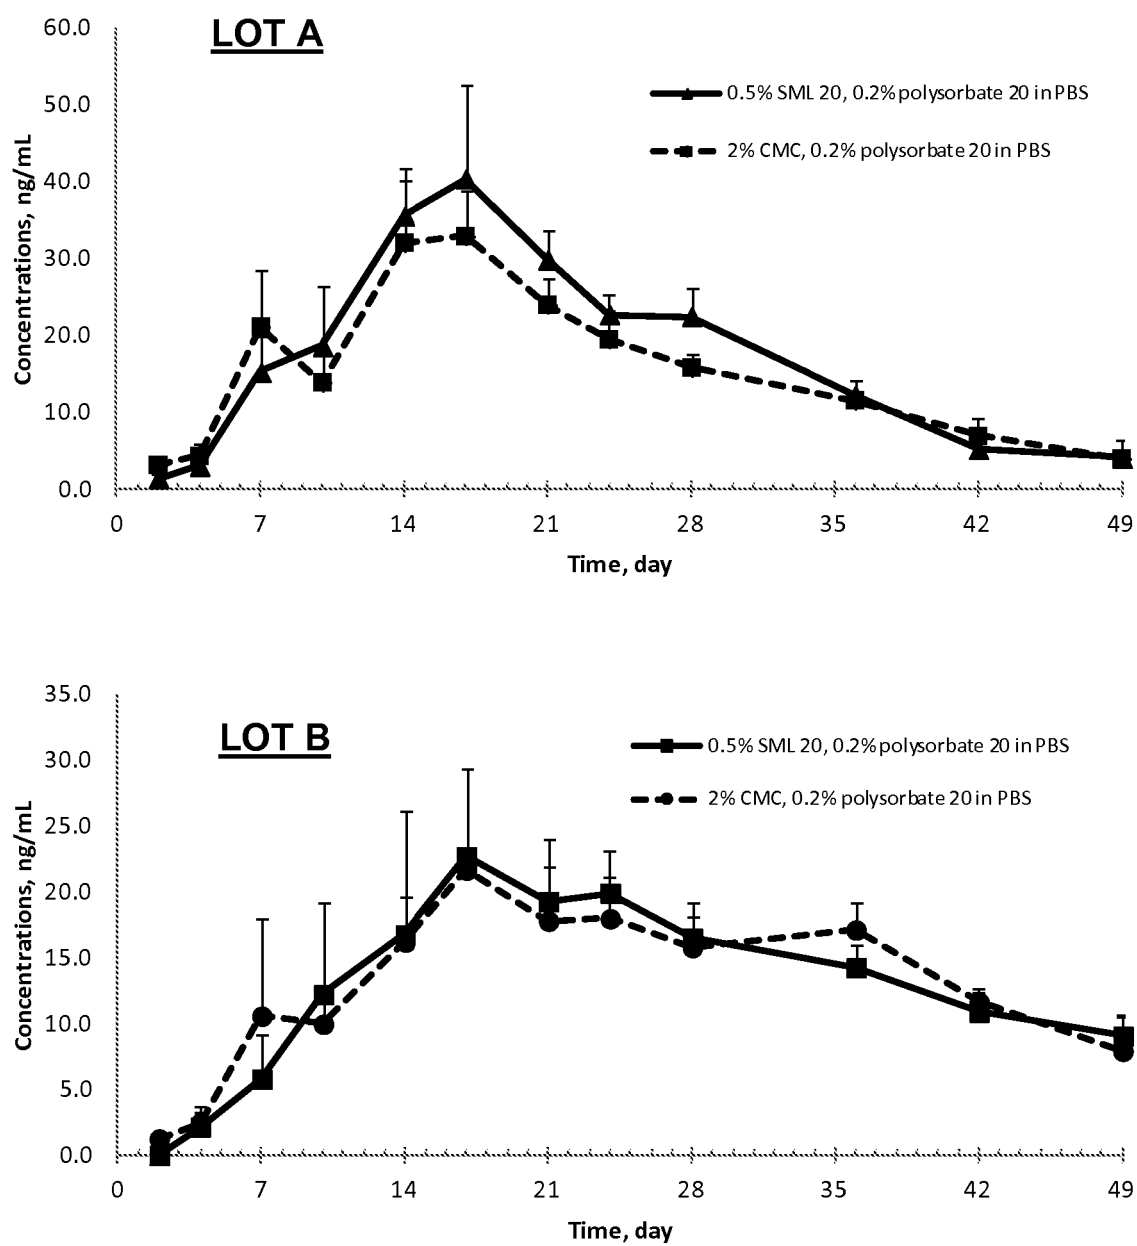 LOT A
60.0
50.0
40.0
30.0
20.0
10.0
0.0
Concentrations, ng/mL
0.5% SML 20, 0.2% polysorbate 20 in PBS
2% CMC, 0.2% polysorbate 20 in PBS
0 7 14 21 28 35 42 49
Time, day
LOT B
35.0
30.0
25.0
20.0
15.0
10.0
5.0
0.0
Concentrations, ng/mL
0.5% SML 20, 0.2% polysorbate 20 in PBS
2% CMC, 0.2% polysorbate 20 in PBS
0 7 14 21 28 35 42 49
Time, day